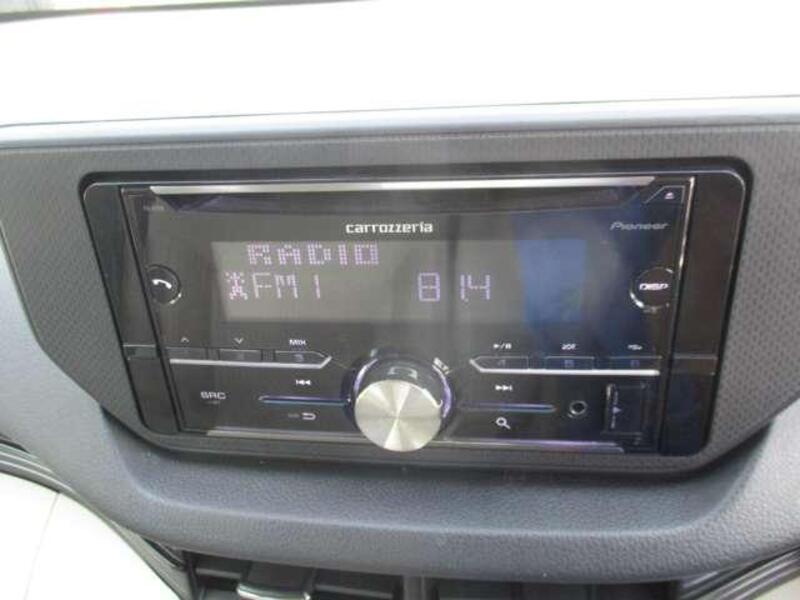 carrozzeria
Pioneer
RADIO
FM1 81.4
DISP
MIX
SRC